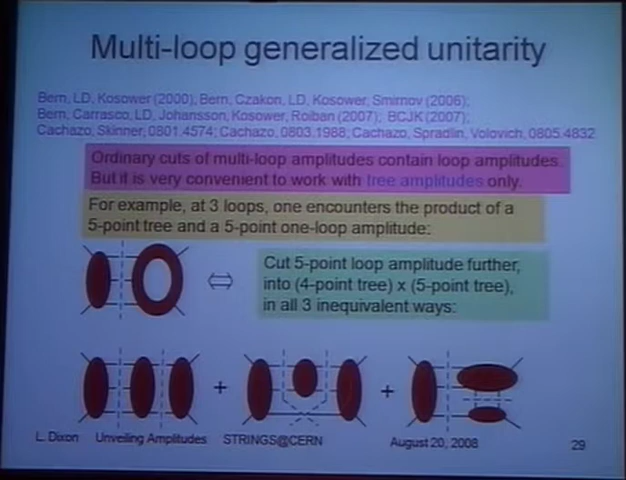 Multi-loop generalized unitarity
Bern, LD, Kosower (2000); Bern, Czakon, LD, Kosower, Smirnov (2006);
Bern, Carrasco, LD, Johansson, Kosower, Roiban (2007); BCJK (2007);
Cachazo, Skinner, 0801.4574; Cachazo, 0803.1988; Cachazo, Spradlin, Volovich, 0805.4832
Ordinary cuts of multi-loop amplitudes contain loop amplitudes.
But it is very convenient to work with tree amplitudes only.
For example, at 3 loops, one encounters the product of a
5-point tree and a 5-point one-loop amplitude:
Cut 5-point loop amplitude further,
into (4-point tree) x (5-point tree),
in all 3 inequivalent ways:
+ +
L. Dixon Unveiling Amplitudes STRINGS@CERN August 20, 2008 29